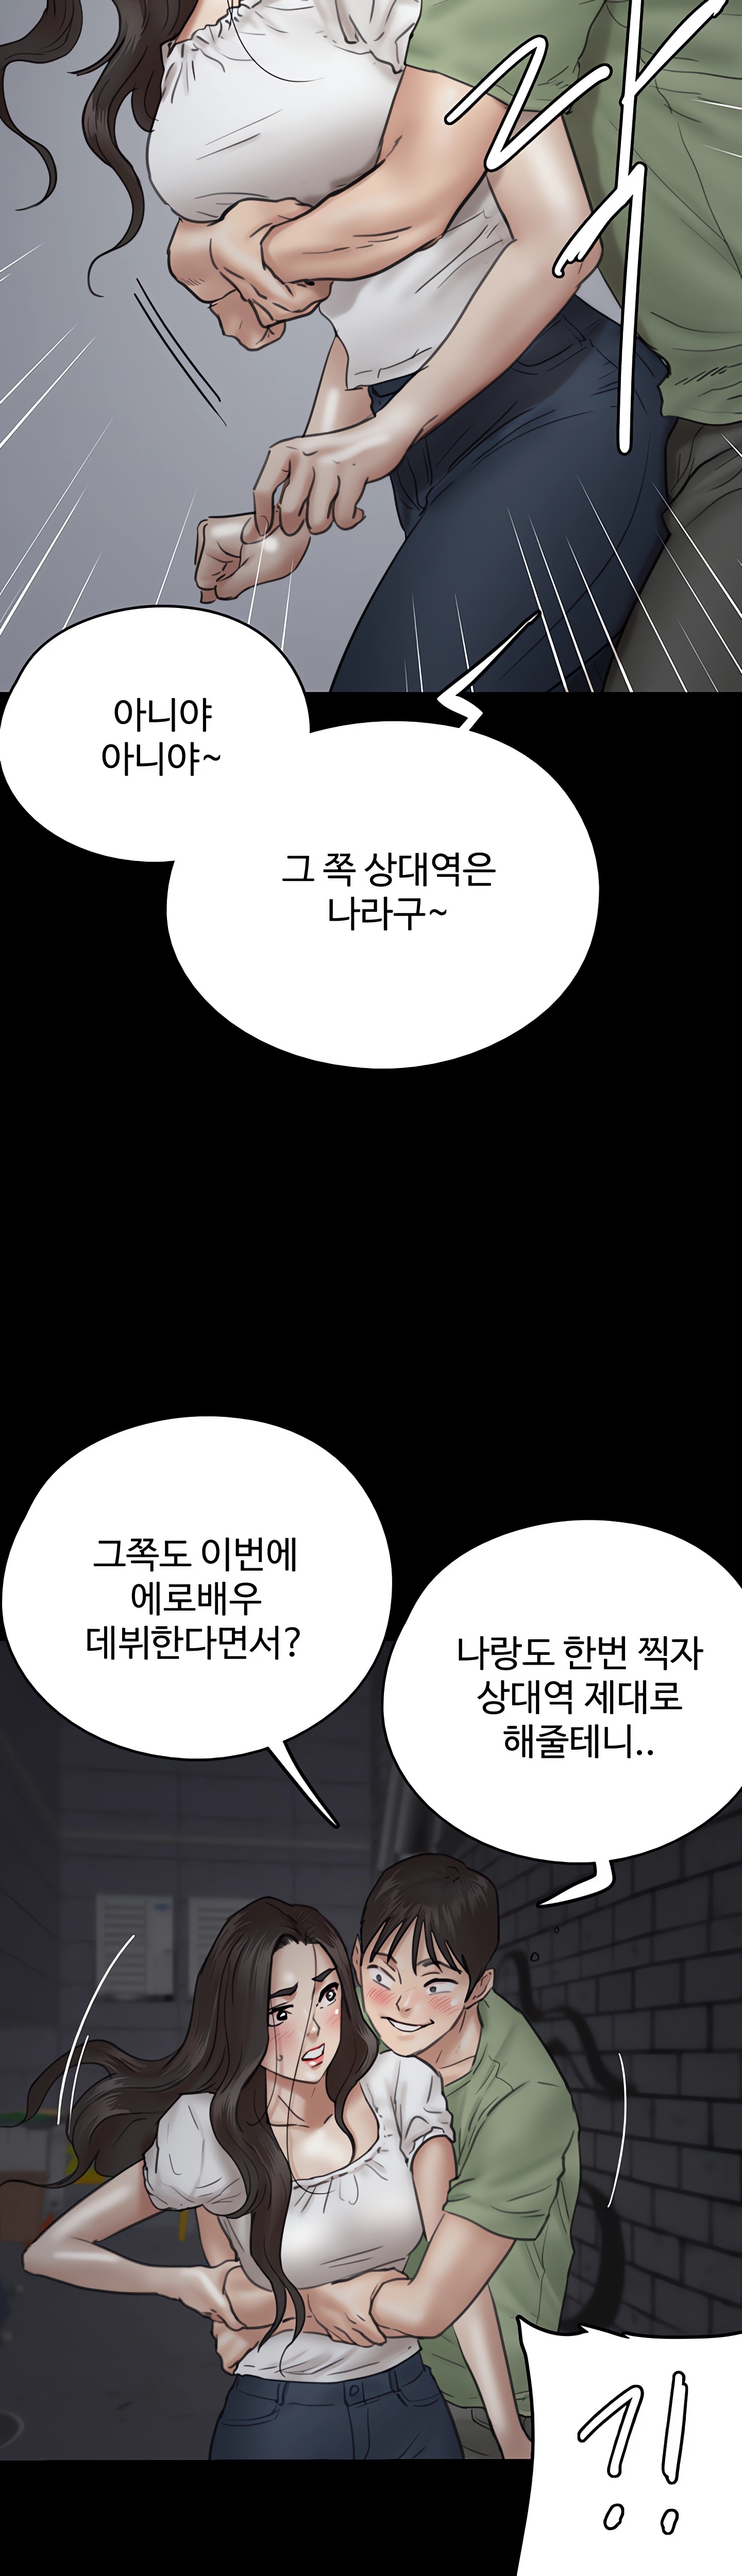 아니야
아니야~
그 쪽 상대역은
나라구~
그쪽도 이번에
에로배우
데뷔한다면서?
나랑도 한번 찍자
상대역 제대로
해줄테니..
?!